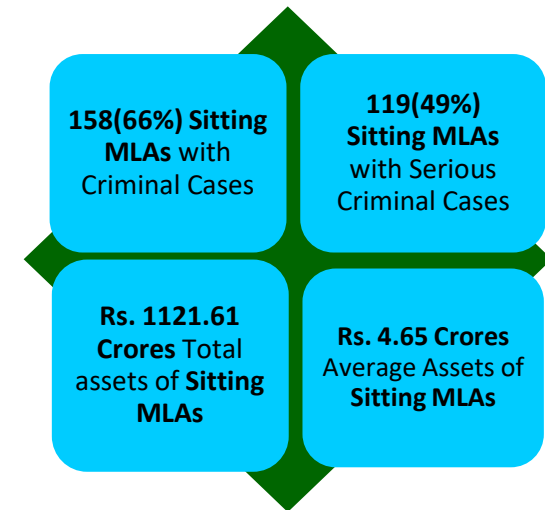 158(66%) Sitting
MLAs with
Criminal Cases
119(49%)
Sitting MLAs
with Serious
Criminal Cases
Rs. 1121.61
Crores Total
assets of Sitting
MLAs
Rs. 4.65 Crores
Average Assets of
Sitting MLAs